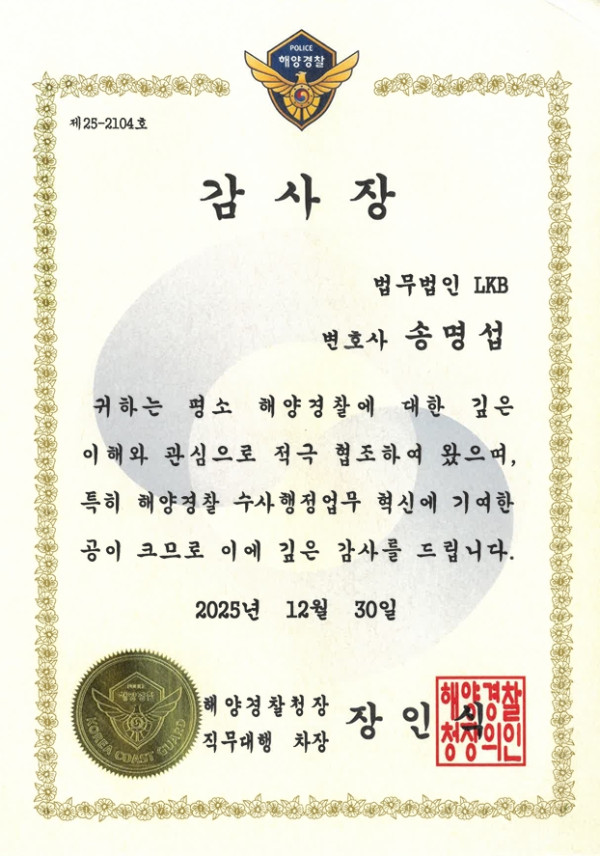 POLICE
해양경찰
제25-2104호
감사장
법무법인 LKB
변호사 송명섭
귀하는 평소 해양경찰에 대한 깊은
이해와 관심으로 적극 협조하여 왔으며,
특히 해양경찰 수사행정업무 혁신에 기여한
공이 크므로 이에 깊은 감사를 드립니다.
2025년 12월 30일
POLICE
해양경찰
KOREA COAST GUARD
해양경찰청장
직무대행 차장
장인식
해양경찰
청장의인